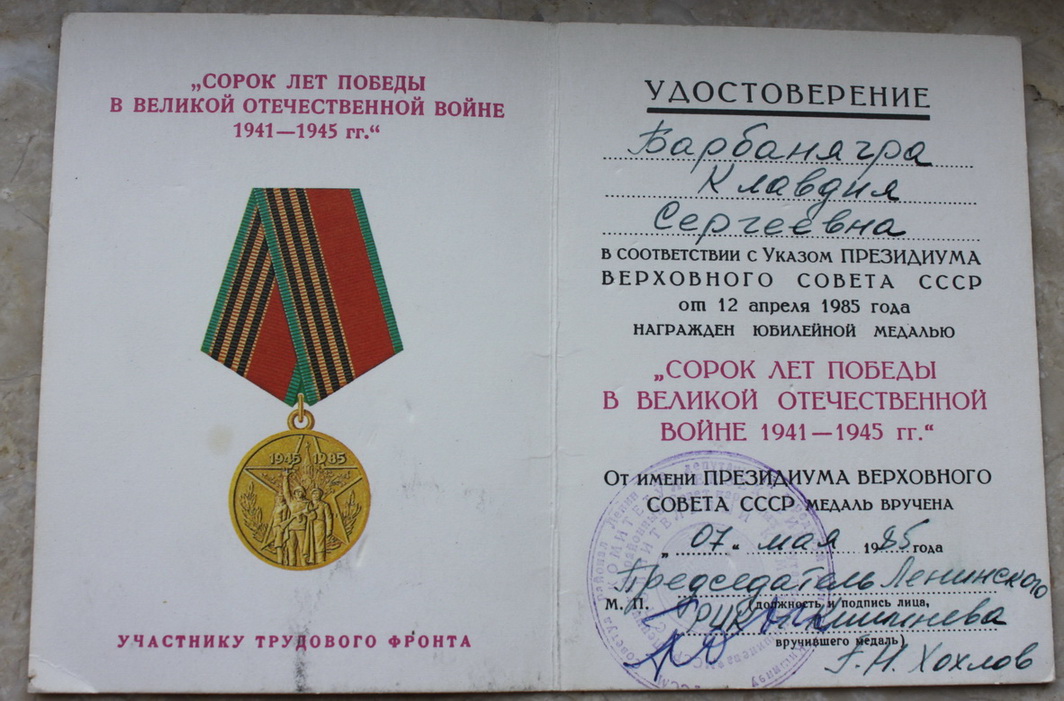 „СОРОК ЛЕТ ПОБЕДЫ
В ВЕЛИКОЙ ОТЕЧЕСТВЕННОЙ ВОЙНЕ
1941—1945 гг.“
1945 1985
УЧАСТНИКУ ТРУДОВОГО ФРОНТА
УДОСТОВЕРЕНИЕ
Барбанягра
Клавдия
Сергеевна
В СООТВЕТСТВИИ С УКАЗОМ ПРЕЗИДИУМА
ВЕРХОВНОГО СОВЕТА СССР
от 12 апреля 1985 года
НАГРАЖДЕН ЮБИЛЕЙНОЙ МЕДАЛЬЮ
„СОРОК ЛЕТ ПОБЕДЫ
В ВЕЛИКОЙ ОТЕЧЕСТВЕННОЙ
ВОЙНЕ 1941—1945 гг.“
От имени ПРЕЗИДИУМА ВЕРХОВНОГО
СОВЕТА СССР МЕДАЛЬ ВРУЧЕНА
„07“ мая 1985 года
Председатель Ленинского
М. П. (должность и подпись лица,
РИК Кишинева
вручившего медаль)
Г.И. Хохлов